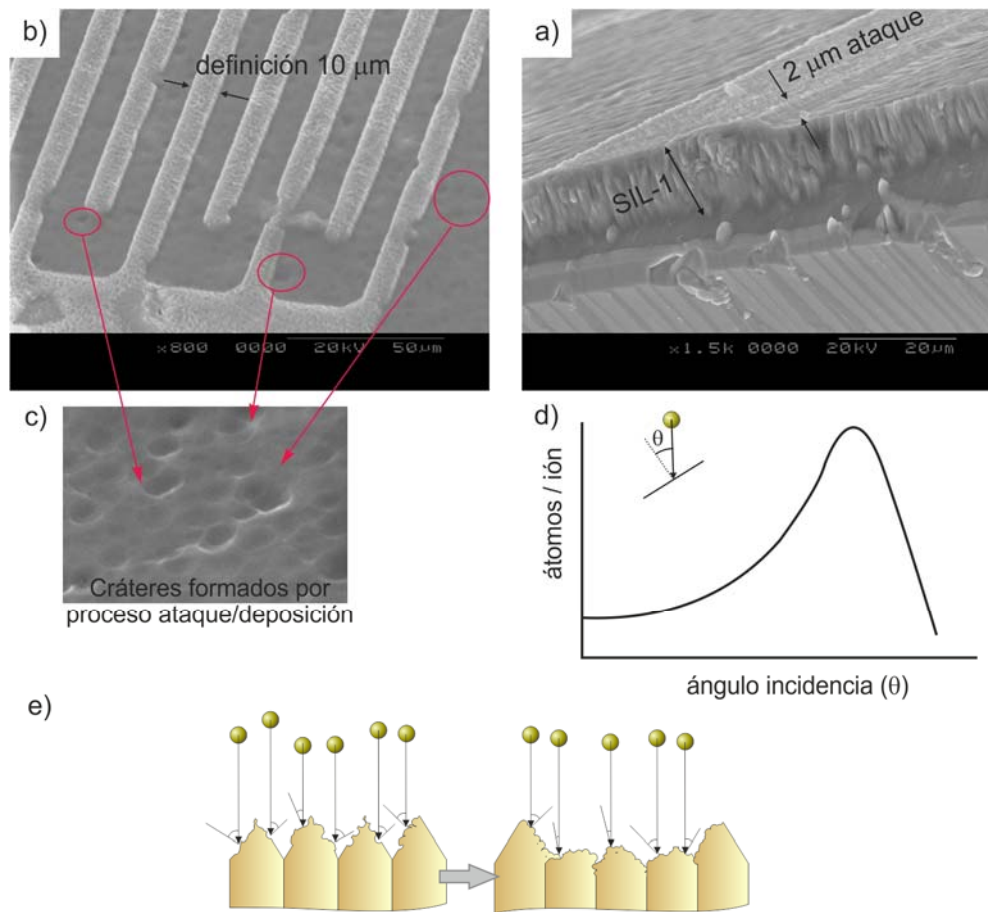 b)
definición 10 μm
x800 0000 20kV 50μm
a)
2 μm ataque
SIL-1
x1.5k 0000 20kV 20μm
c)
Cráteres formados por
proceso ataque/deposición
d)
θ
átomos / ión
ángulo incidencia (θ)
e)